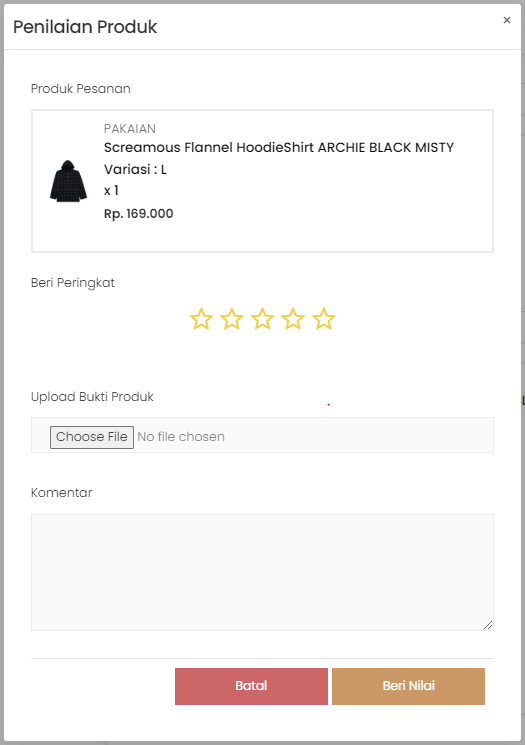 Penilaian Produk
×
Produk Pesanan
PAKAIAN
Screamous Flannel HoodieShirt ARCHIE BLACK MISTY
Variasi : L
x 1
Rp. 169.000
Beri Peringkat
Upload Bukti Produk
Choose File No file chosen
Komentar
Batal
Beri Nilai